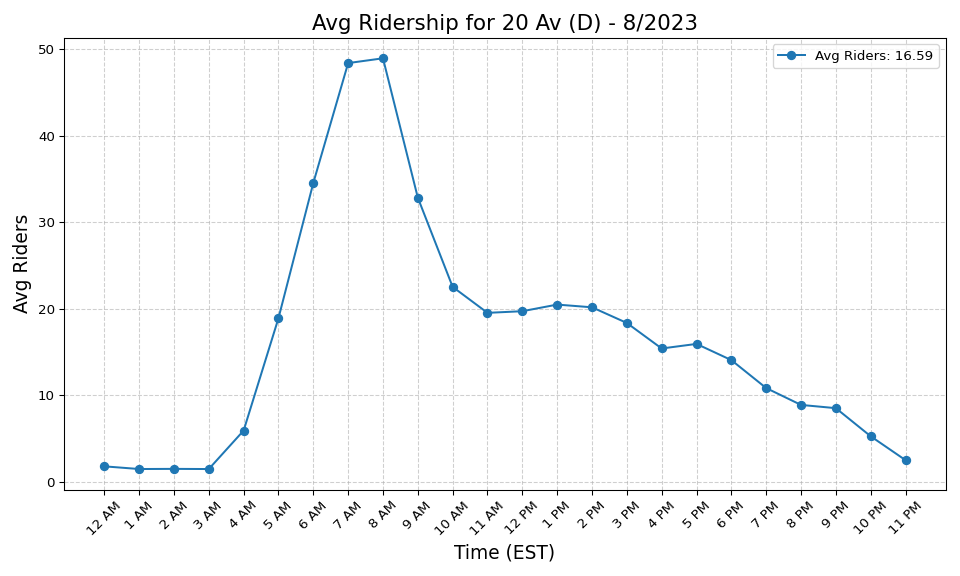 Avg Ridership for 20 Av (D) - 8/2023
Avg Riders: 16.59
Avg Riders
50
40
30
20
10
0
12 AM
1 AM
2 AM
3 AM
4 AM
5 AM
6 AM
7 AM
8 AM
9 AM
10 AM
11 AM
12 PM
1 PM
2 PM
3 PM
4 PM
5 PM
6 PM
7 PM
8 PM
9 PM
10 PM
11 PM
Time (EST)